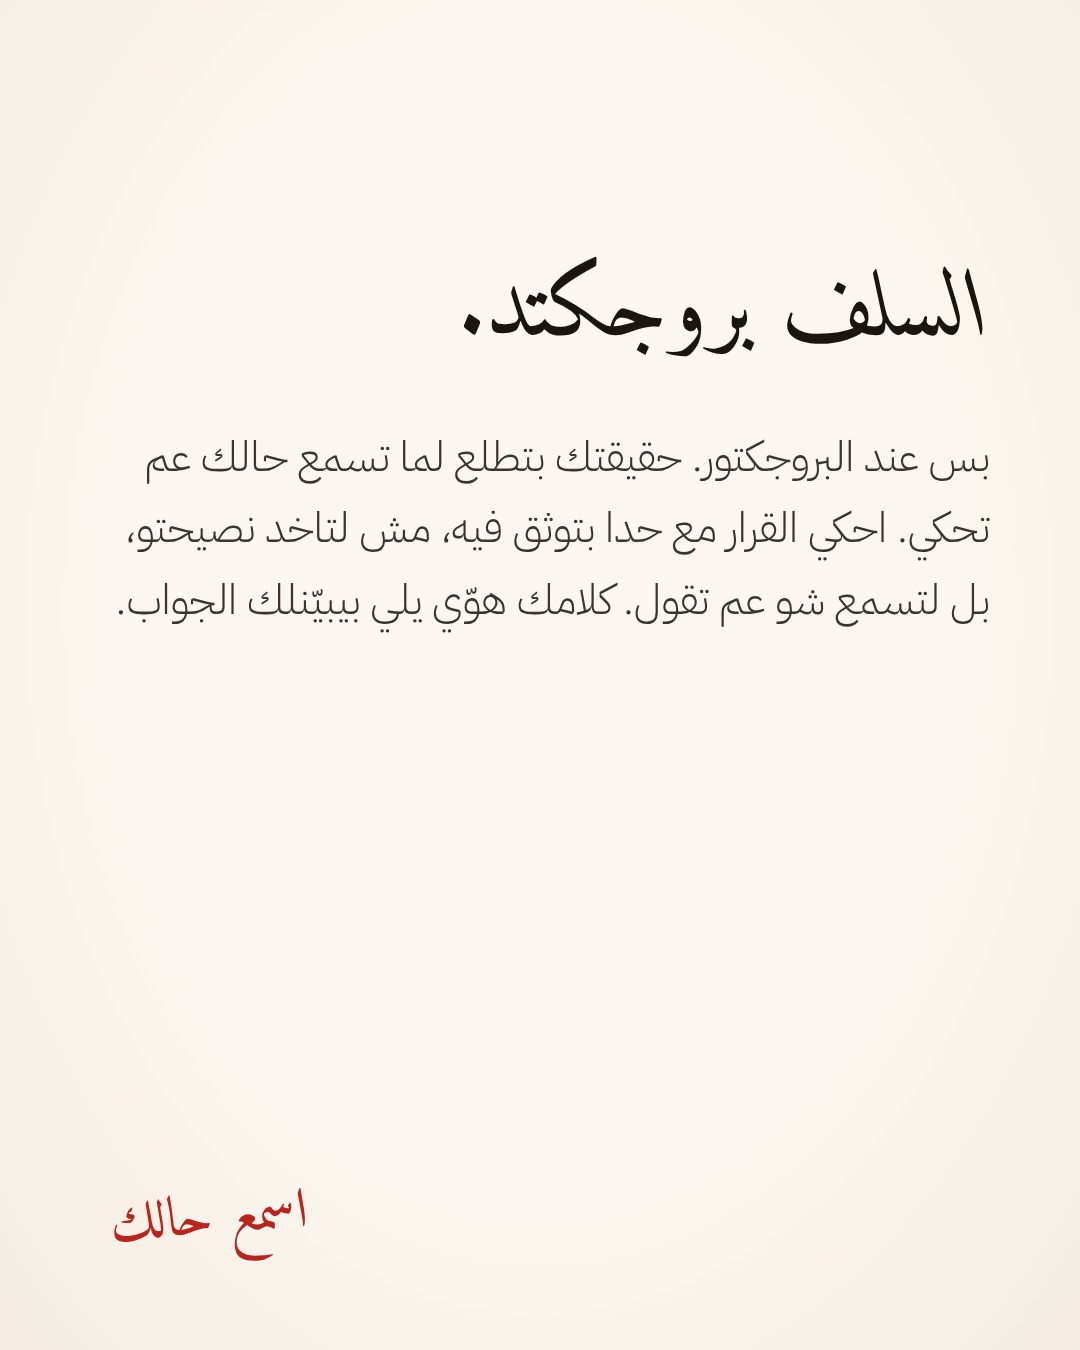 السلف بروجكتد.
بس عند البروجكتور. حقيقتك بتطلع لما تسمع حالك عم
تحكي. احكي القرار مع حدا بتوثق فيه، مش لتاخد نصيحتو،
بل لتسمع شو عم تقول. كلامك هوّي يلي بيبيّنلك الجواب.
اسمع حالك